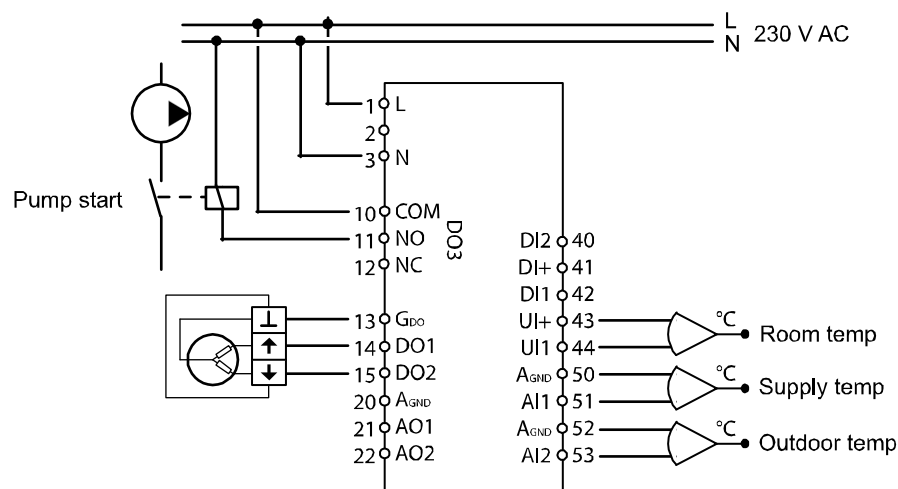 L
N 230 V AC
1 L
2
3 N
Pump start
10 COM
11 NO
12 NC
DO3
13 GDO
14 DO1
15 DO2
20 AGND
21 AO1
22 AO2
DI2 40
DI+ 41
DI1 42
UI+ 43
UI1 44
AGND 50
AI1 51
AGND 52
AI2 53
°C Room temp
°C Supply temp
°C Outdoor temp